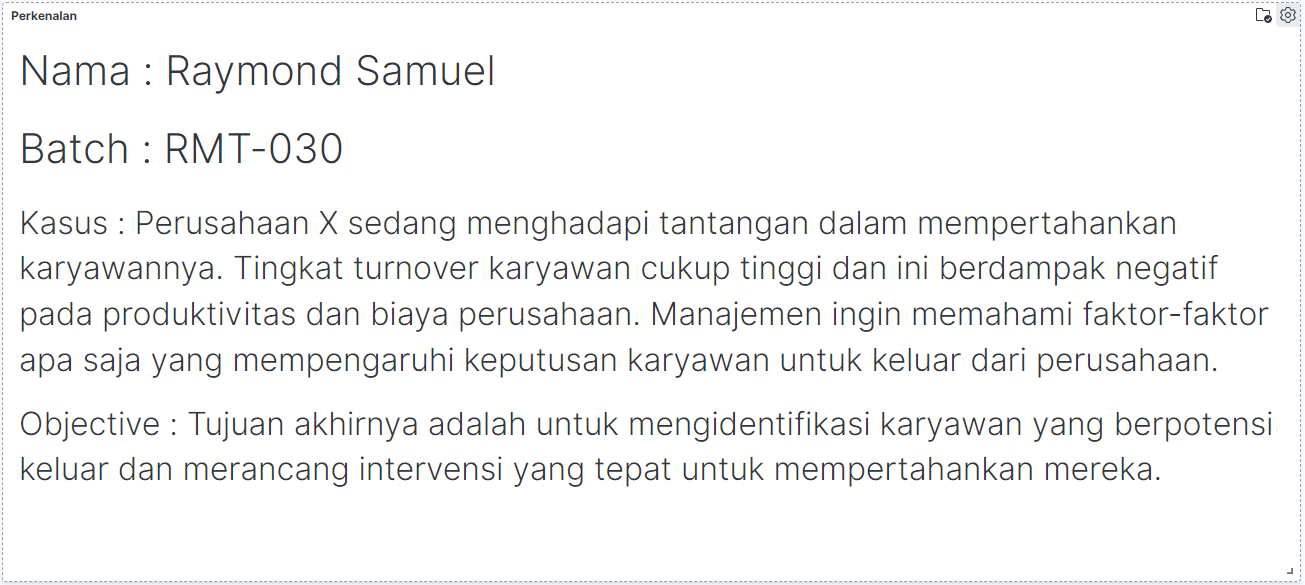 Perkenalan
Nama : Raymond Samuel
Batch : RMT-030
Kasus : Perusahaan X sedang menghadapi tantangan dalam mempertahankan
karyawannya. Tingkat turnover karyawan cukup tinggi dan ini berdampak negatif
pada produktivitas dan biaya perusahaan. Manajemen ingin memahami faktor-faktor
apa saja yang mempengaruhi keputusan karyawan untuk keluar dari perusahaan.
Objective : Tujuan akhirnya adalah untuk mengidentifikasi karyawan yang berpotensi
keluar dan merancang intervensi yang tepat untuk mempertahankan mereka.